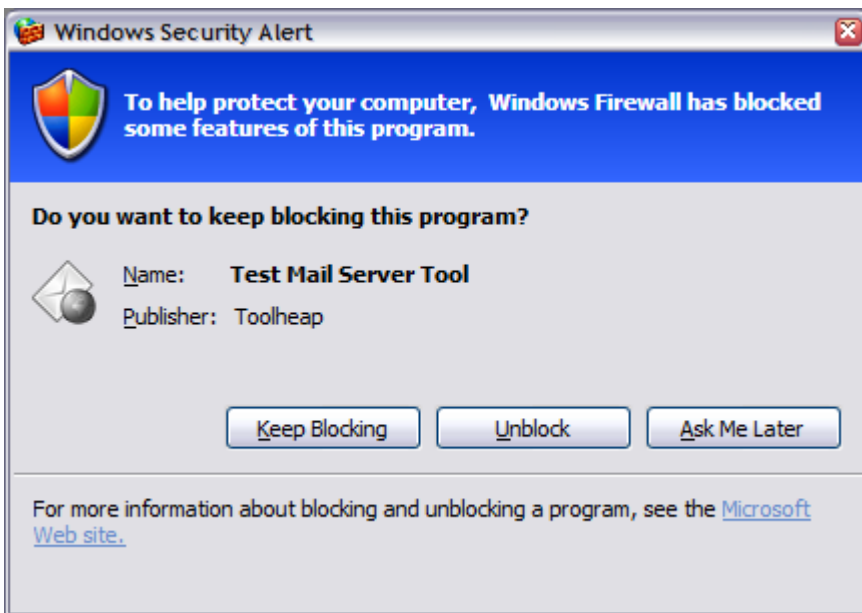 Windows Security Alert
To help protect your computer, Windows Firewall has blocked
some features of this program.
Do you want to keep blocking this program?
Name: Test Mail Server Tool
Publisher: Toolheap
Keep Blocking Unblock Ask Me Later
For more information about blocking and unblocking a program, see the Microsoft
Web site.